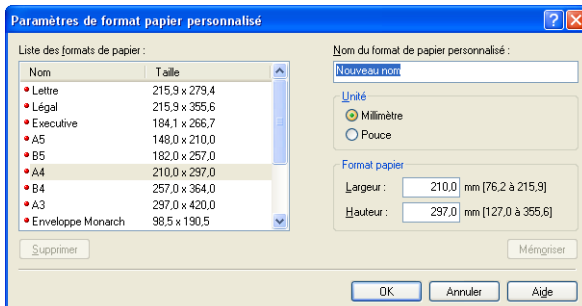 Paramètres de format papier personnalisé
Liste des formats de papier :
Nom Taille
Lettre 215,9 x 279,4
Légal 215,9 x 355,6
Executive 184,1 x 266,7
A5 148,0 x 210,0
B5 182,0 x 257,0
A4 210,0 x 297,0
B4 257,0 x 364,0
A3 297,0 x 420,0
Enveloppe Monarch 98,5 x 190,5
Supprimer
Nom du format de papier personnalisé :
Nouveau nom
Unité
Millimètre
Pouce
Format papier
Largeur : 210,0 mm [76,2 à 215,9]
Hauteur : 297,0 mm [127,0 à 355,6]
Mémoriser
OK Annuler Aide